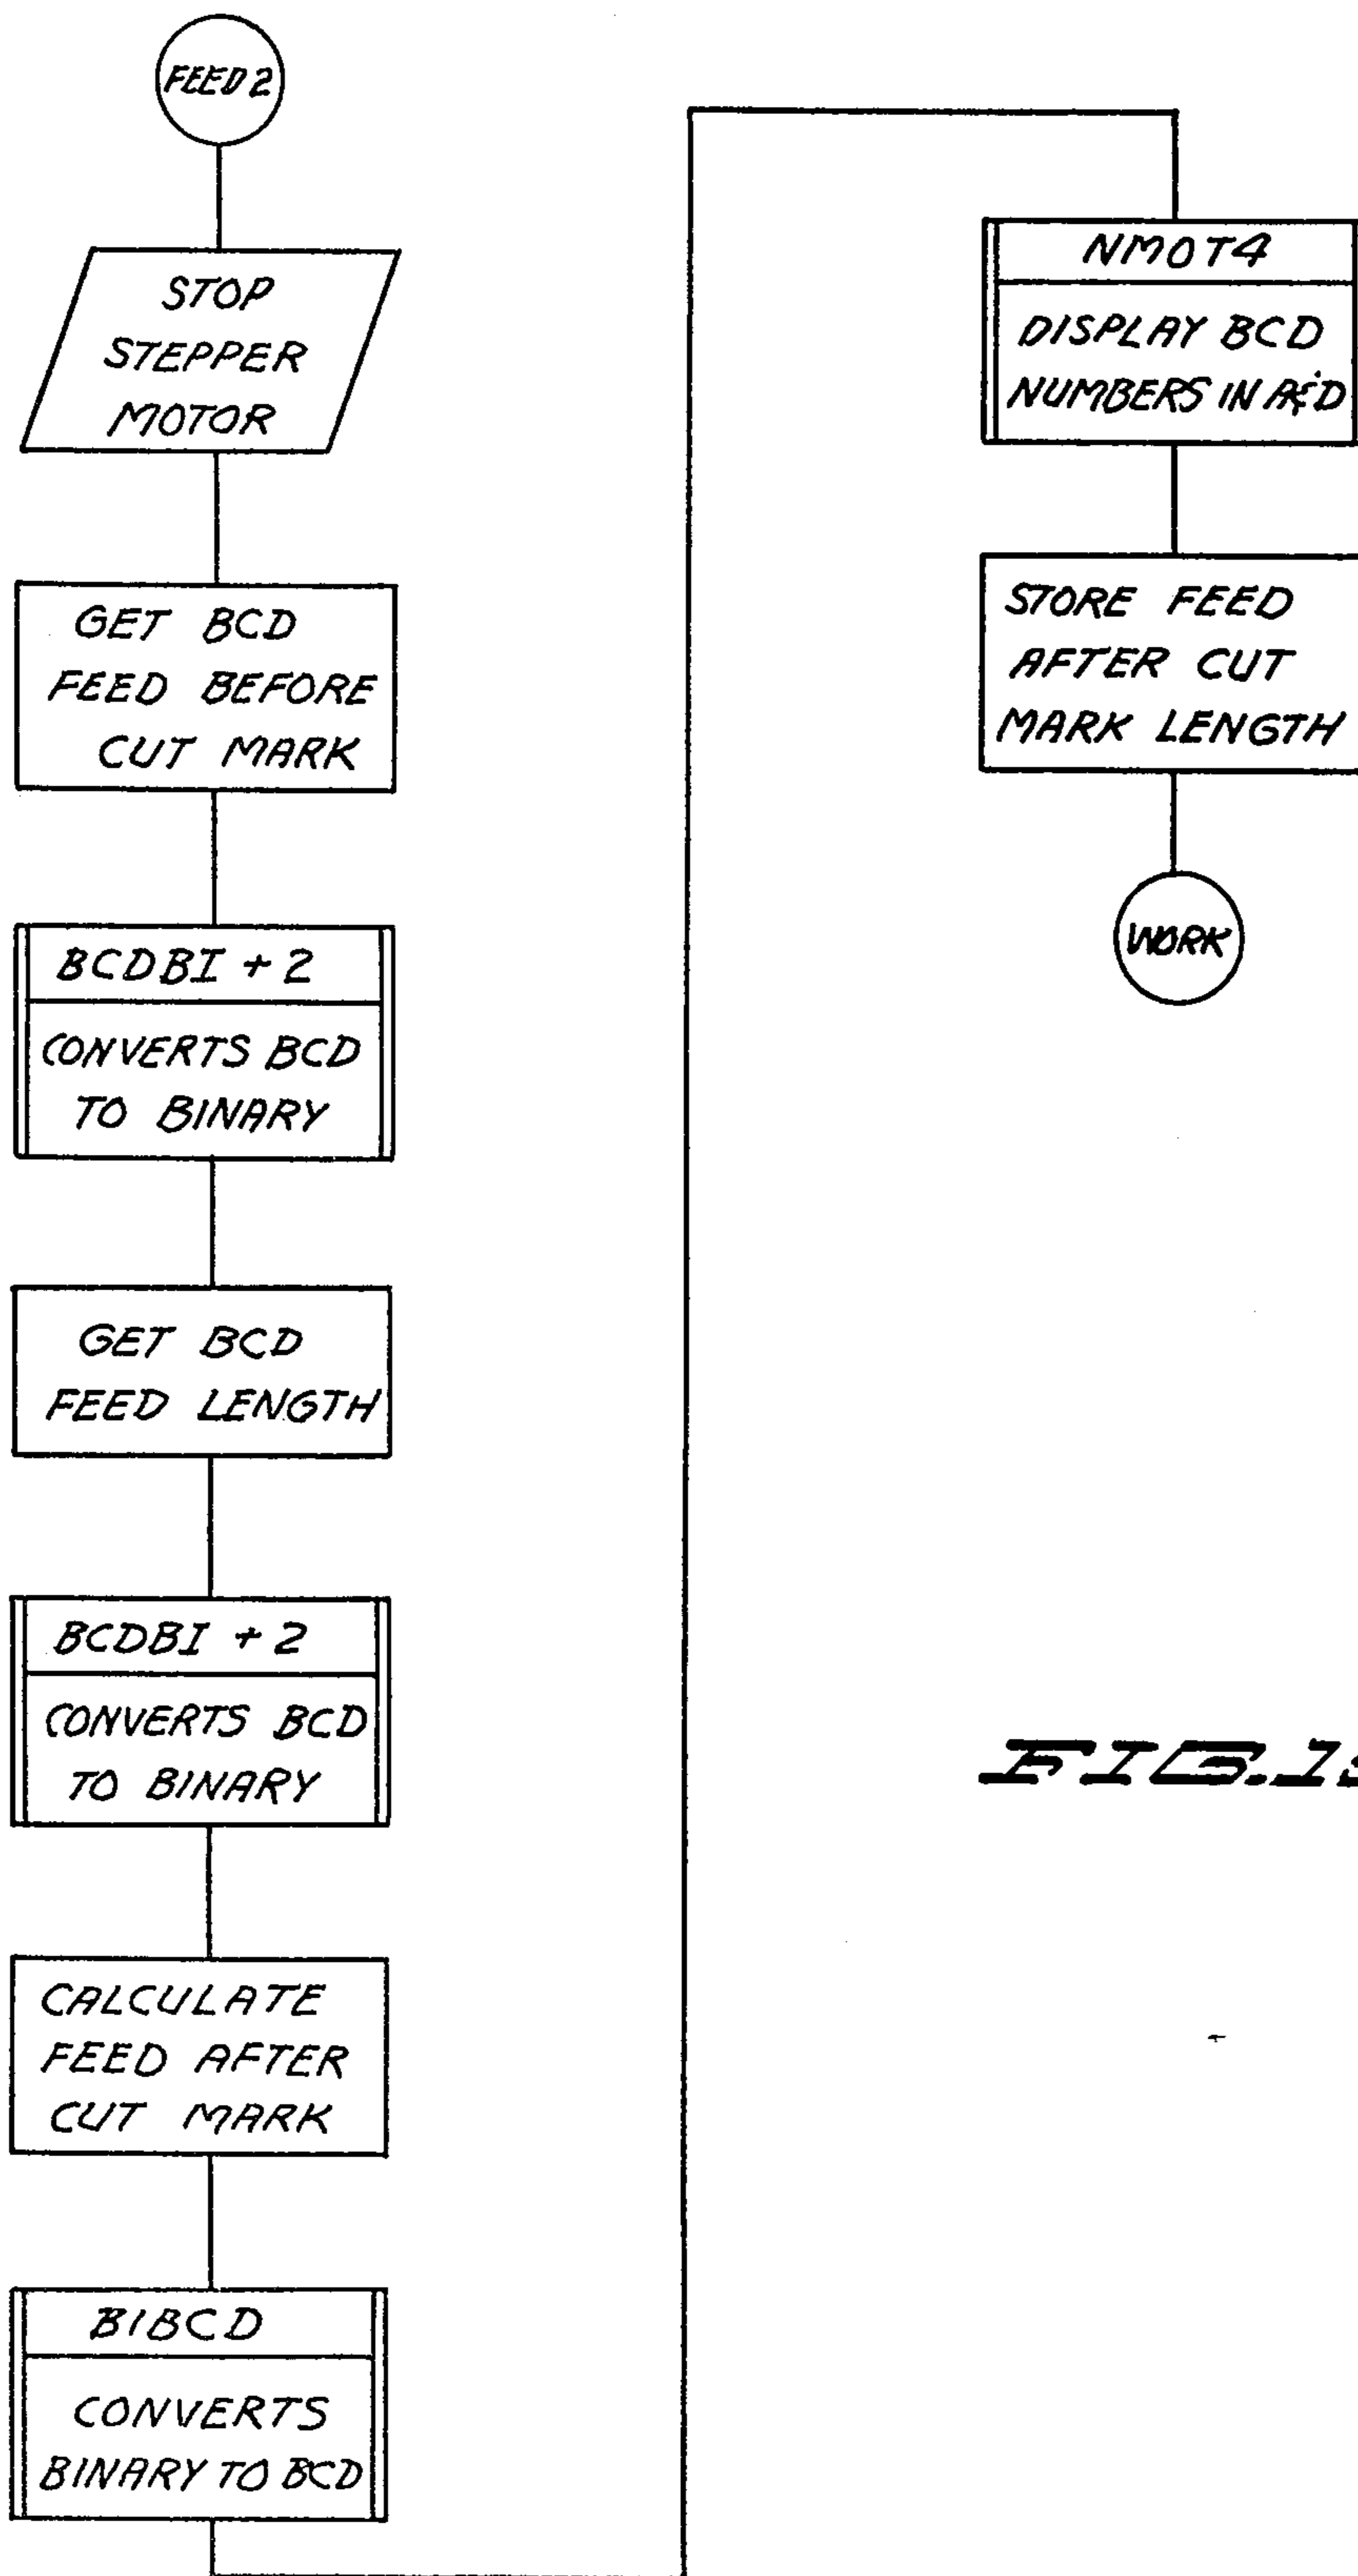 FEED 2
STOP
STEPPER
MOTOR
GET BCD
FEED BEFORE
CUT MARK
BCDBI + 2
CONVERTS BCD
TO BINARY
GET BCD
FEED LENGTH
BCDBI + 2
CONVERTS BCD
TO BINARY
CALCULATE
FEED AFTER
CUT MARK
BIBCD
CONVERTS
BINARY TO BCD
NMOT4
DISPLAY BCD
NUMBERS IN A&D
STORE FEED
AFTER CUT
MARK LENGTH
WORK
FIG.